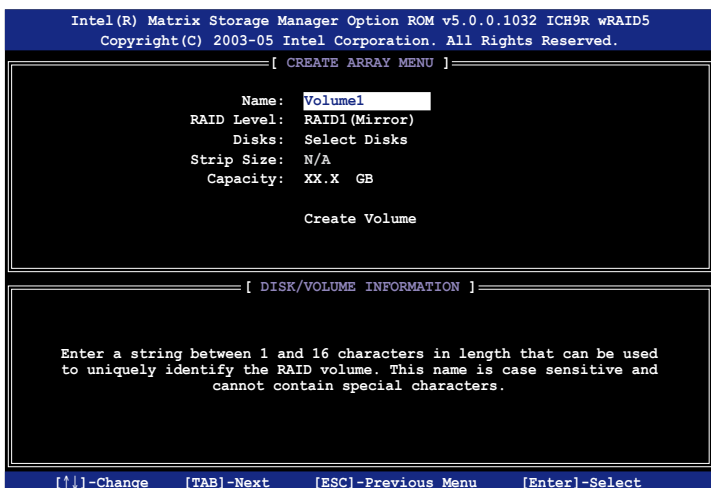 Intel(R) Matrix Storage Manager Option ROM v5.0.0.1032 ICH9R wRAID5
Copyright(C) 2003-05 Intel Corporation. All Rights Reserved.
[ CREATE ARRAY MENU ]
Name: Volume1
RAID Level: RAID1(Mirror)
Disks: Select Disks
Strip Size: N/A
Capacity: XX.X GB
Create Volume
[ DISK/VOLUME INFORMATION ]
Enter a string between 1 and 16 characters in length that can be used
to uniquely identify the RAID volume. This name is case sensitive and
cannot contain special characters.
[↑↓]-Change [TAB]-Next [ESC]-Previous Menu [Enter]-Select